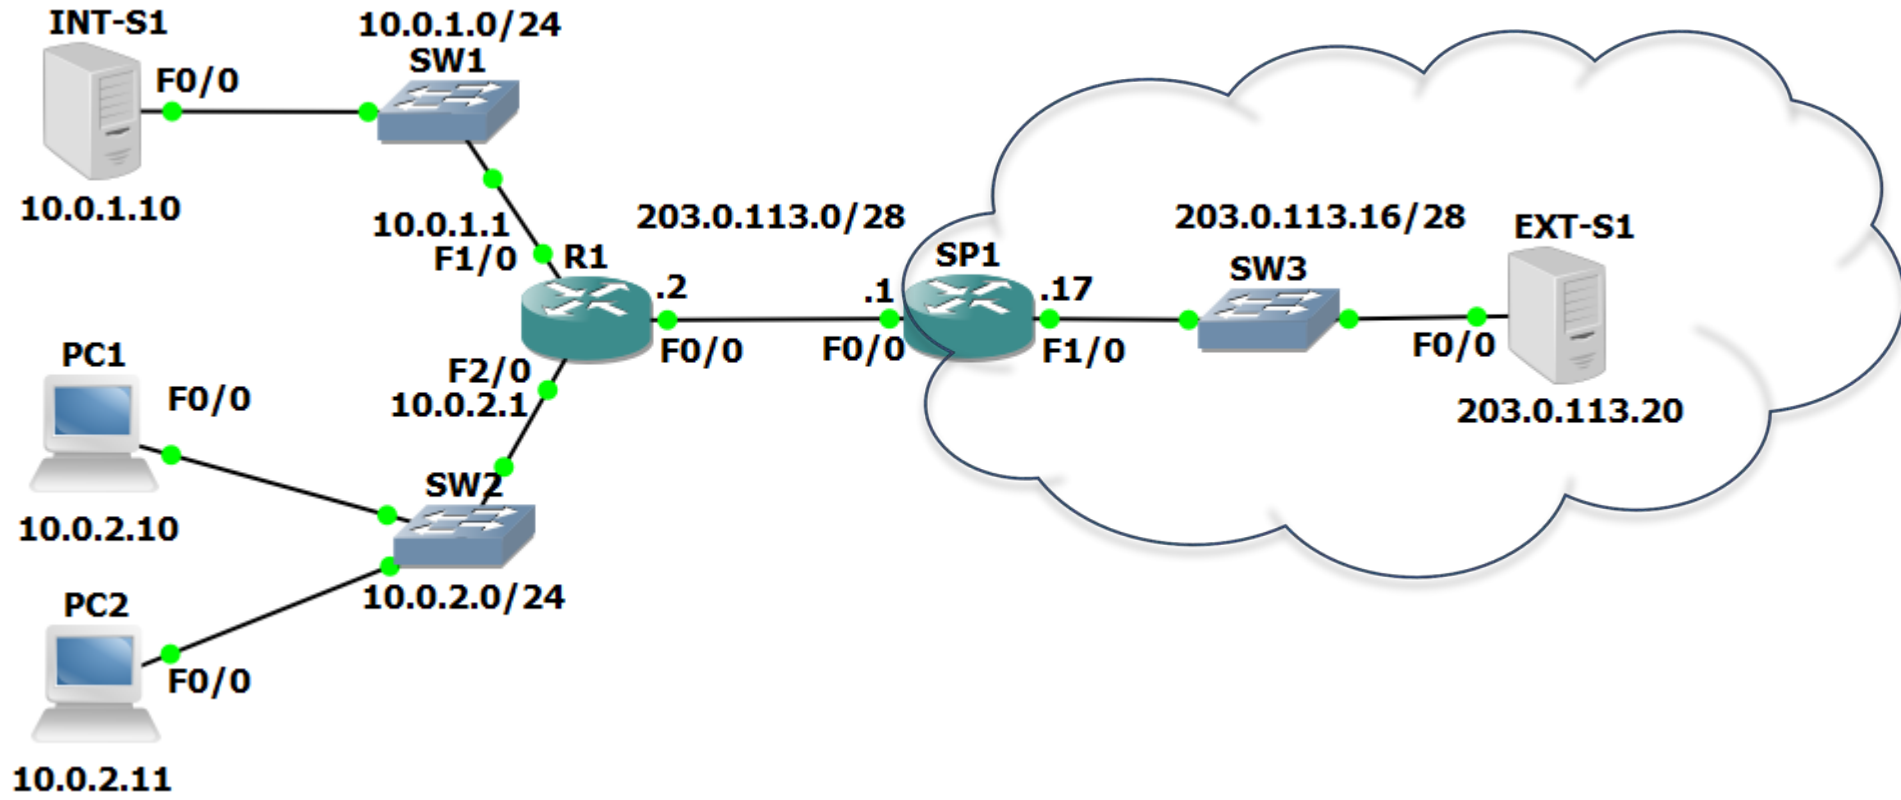 INT-S1
F0/0
10.0.1.10
10.0.1.0/24
SW1
10.0.1.1
F1/0
R1
203.0.113.0/28
.2
F0/0
.1
F0/0
SP1
.17
F1/0
203.0.113.16/28
SW3
EXT-S1
F0/0
203.0.113.20
PC1
F0/0
10.0.2.10
F2/0
10.0.2.1
SW2
10.0.2.0/24
PC2
F0/0
10.0.2.11